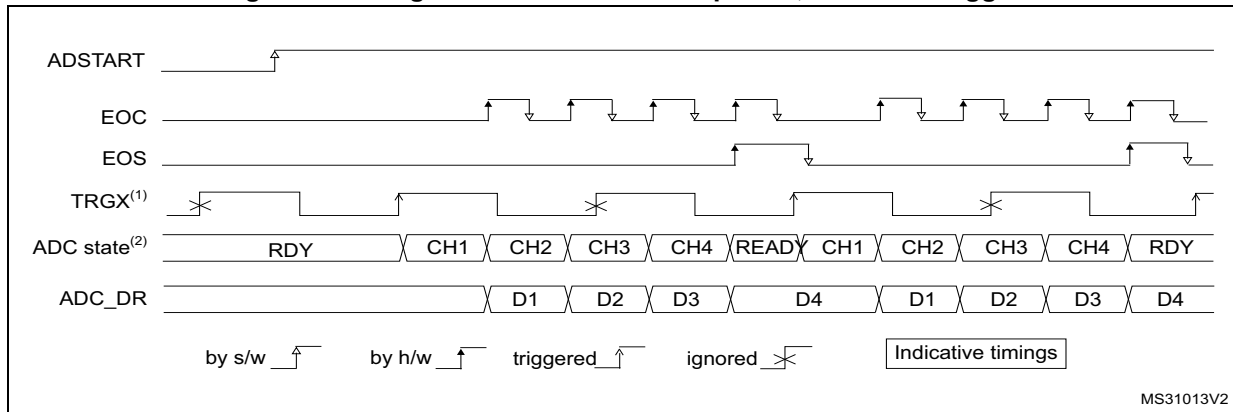 ADSTART
EOC
EOS
TRGX(1)
ADC state(2) RDY CH1 CH2 CH3 CH4 READY CH1 CH2 CH3 CH4 RDY
ADC_DR D1 D2 D3 D4 D1 D2 D3 D4
by s/w by h/w triggered ignored Indicative timings
MS31013V2